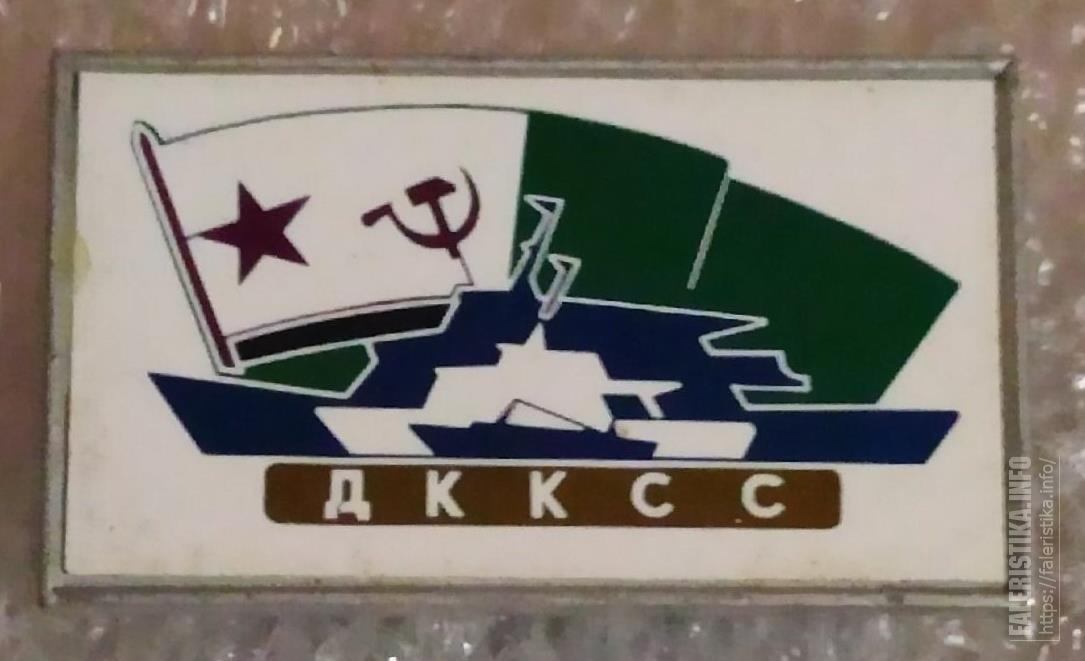 ДККСС
FALERISTIKA.INFO
https://faleristika.info/